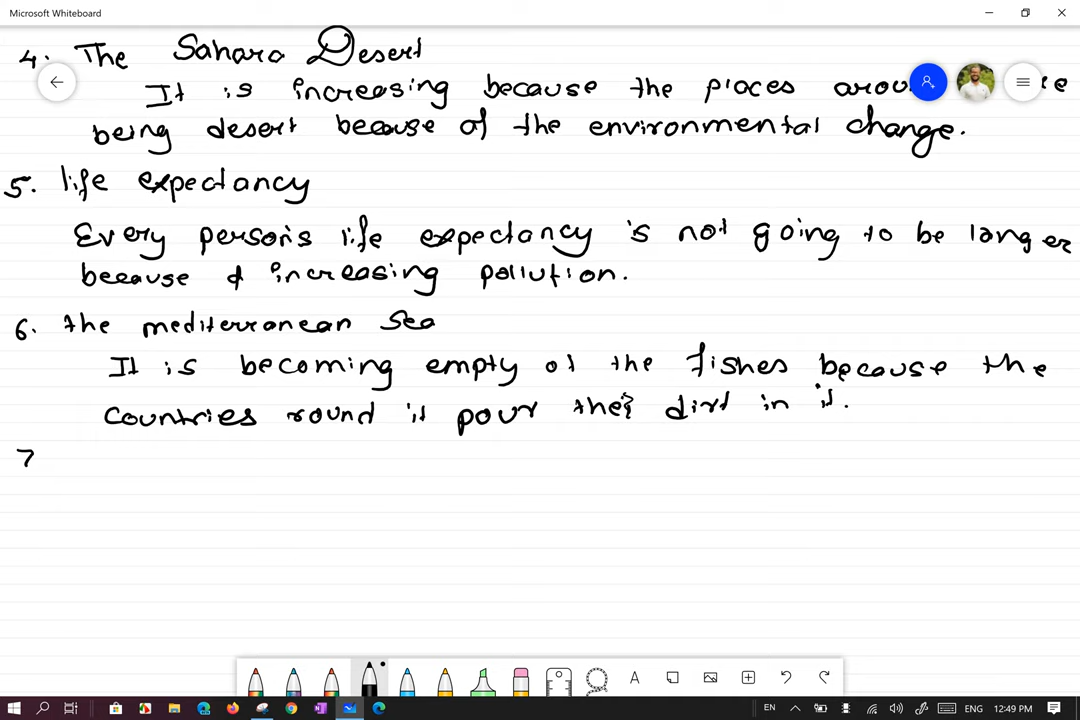 Microsoft Whiteboard
4. The Sahara Desert
It is increasing because the places
being desert because of the environmental change.
5. life expectancy
Every person's life expectancy is not going to be longer
because of increasing pollution.
6. the mediterranean Sea
It is becoming empty of the fishes because the
countries round it pour their dirt in it.
7
A
EN ENG 12:49 PM